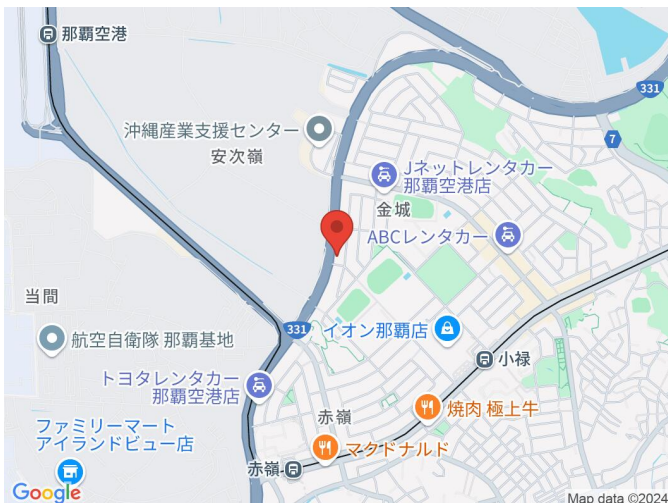 那覇空港
331
7
沖縄産業支援センター
安次嶺
Jネットレンタカー
那覇空港店
金城
ABCレンタカー
当間
航空自衛隊 那覇基地
331
イオン那覇店
小禄
トヨタレンタカー
那覇空港店
焼肉 極上牛
赤嶺
マクドナルド
ファミリーマート
アイランドビュー店
赤嶺
Google
Map data ©2024